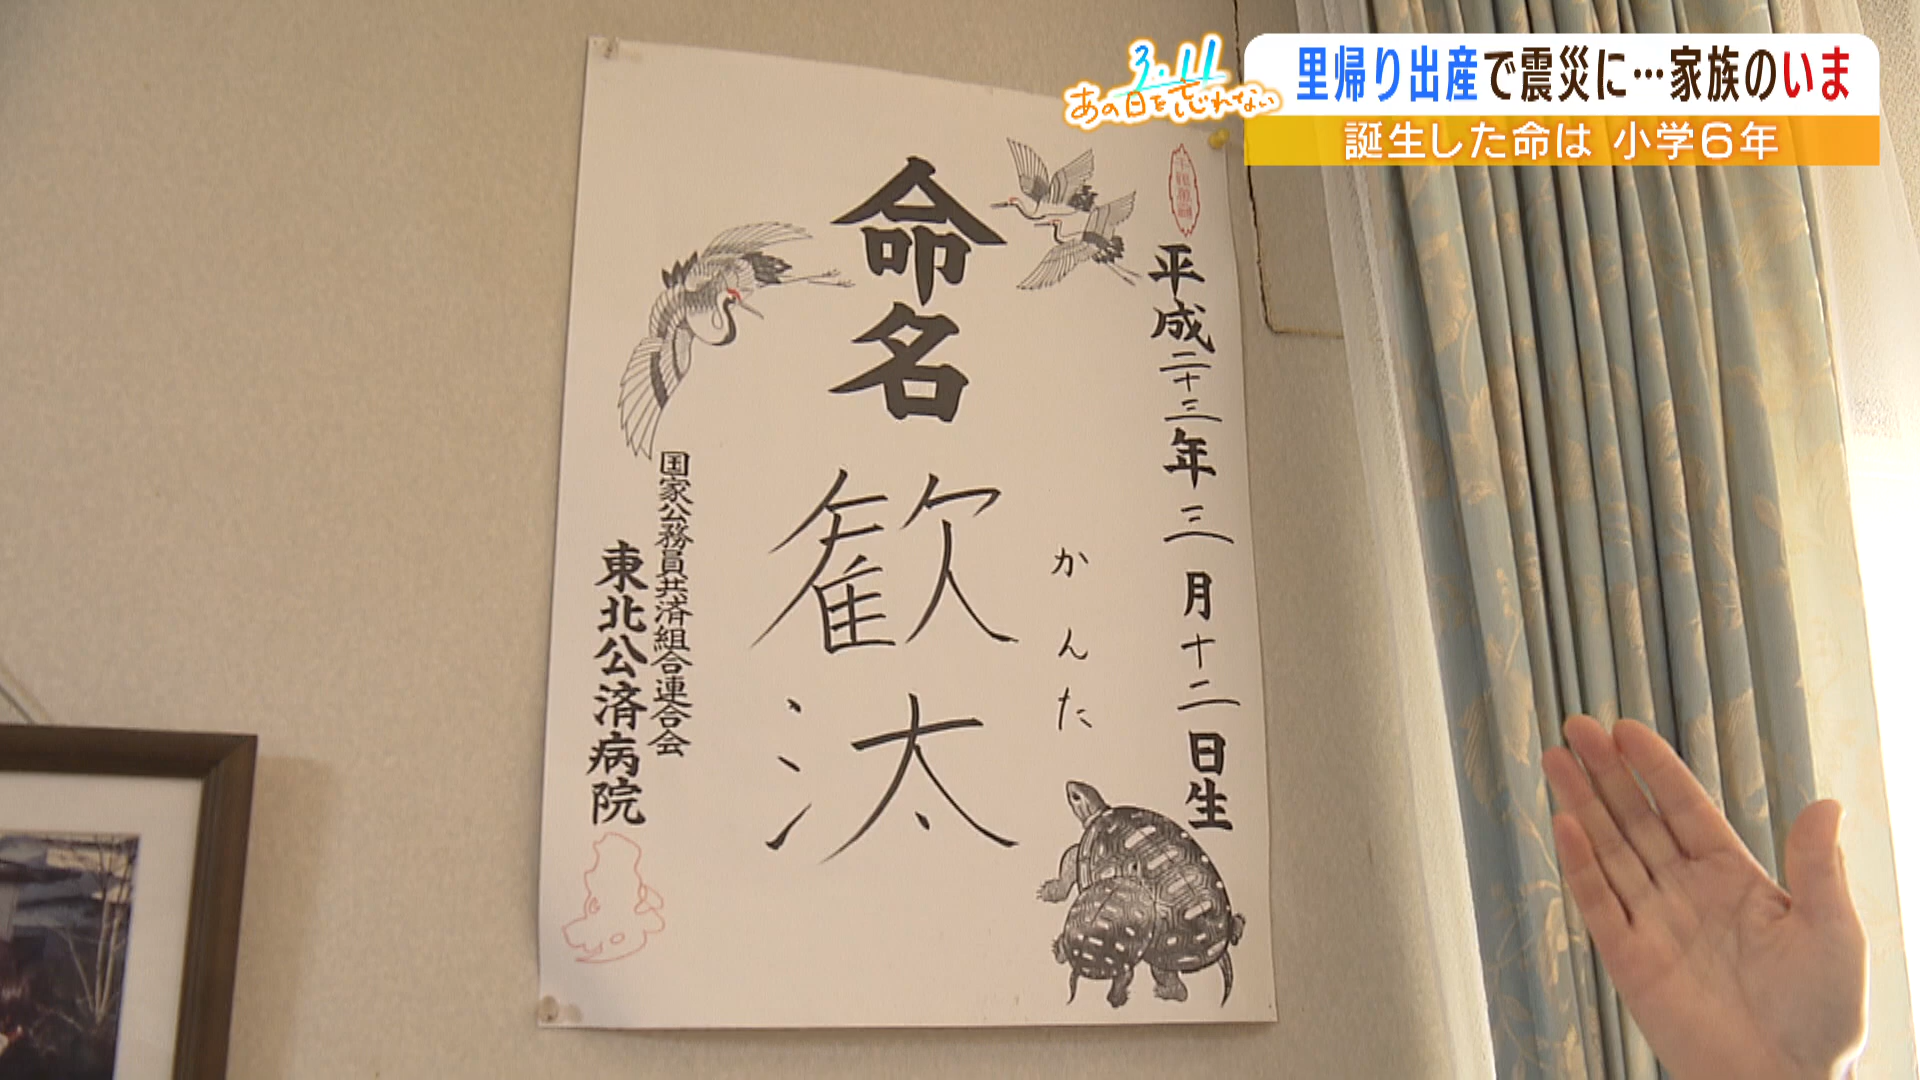 3.11
あの日を忘れない
里帰り出産で震災に…家族のいま
誕生した命は 小学6年
平成二十三年三月十二日生
命名
かんた
歓汰
国家公務員共済組合連合会
東北公済病院